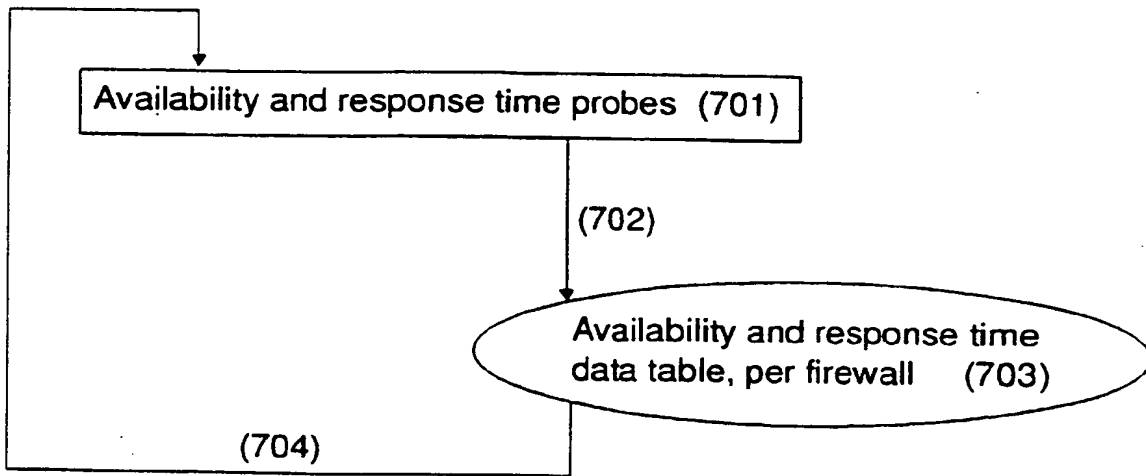 Availability and response time probes (701)
(702)
Availability and response time
data table, per firewall (703)
(704)